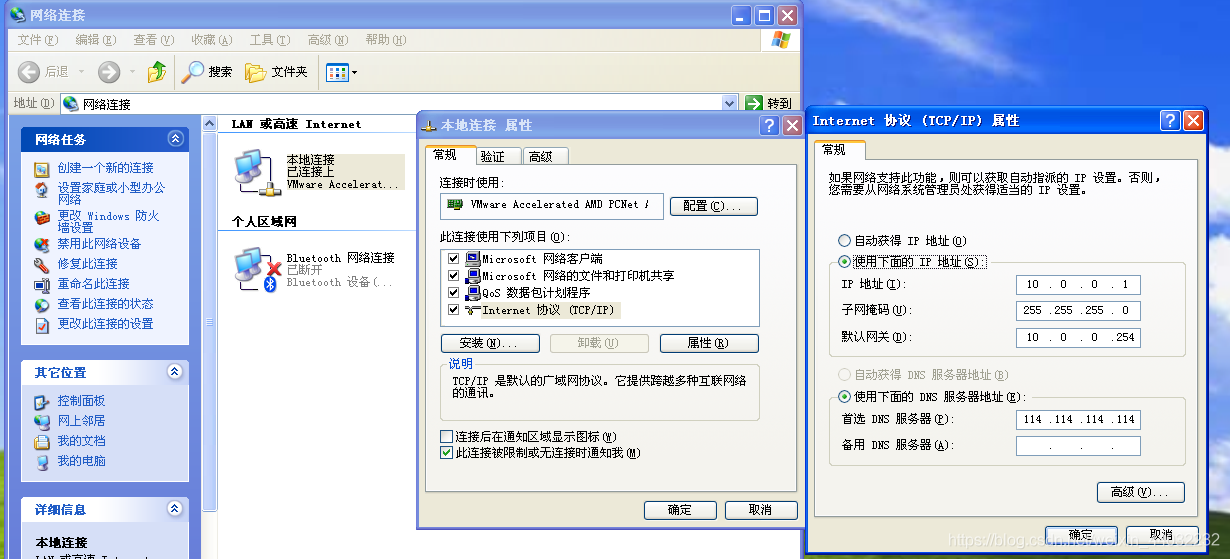 网络连接
文件(F) 编辑(E) 查看(V) 收藏(A) 工具(T) 高级(N) 帮助(H)
后退 搜索 文件夹
地址(D) 网络连接 转到
网络任务
创建一个新的连接
设置家庭或小型办公
网络
更改 Windows 防火
墙设置
禁用此网络设备
修复此连接
重命名此连接
查看此连接的状态
更改此连接的设置
其它位置
控制面板
网上邻居
我的文档
我的电脑
详细信息
本地连接
LAN 或高速 Internet
LAN 或高速 Internet
本地连接
已连接上
VMware Accelerat...
个人区域网
Bluetooth 网络连接
已断开
Bluetooth 设备(...
本地连接 属性
常规 验证 高级
连接时使用:
VMware Accelerated AMD PCNet
配置(C)...
此连接使用下列项目(O):
Microsoft 网络客户端
Microsoft 网络的文件和打印机共享
QoS 数据包计划程序
Internet 协议 (TCP/IP)
安装(N)... 卸载(U) 属性(R)
说明
TCP/IP 是默认的广域网协议。它提供跨越多种互联网络
的通讯。
连接后在通知区域显示图标(W)
此连接被限制或无连接时通知我(M)
确定 取消
Internet 协议 (TCP/IP) 属性
常规
如果网络支持此功能,则可以获取自动指派的 IP 设置。否则,
您需要从网络系统管理员处获得适当的 IP 设置。
自动获得 IP 地址(O)
使用下面的 IP 地址(S):
IP 地址(I): 10 . 0 . 0 . 1
子网掩码(U): 255 .255 .255 . 0
默认网关(D): 10 . 0 . 0 .254
自动获得 DNS 服务器地址(B)
使用下面的 DNS 服务器地址(E):
首选 DNS 服务器(P): 114 .114 .114 .114
备用 DNS 服务器(A): . . .
高级(V)...
确定 取消